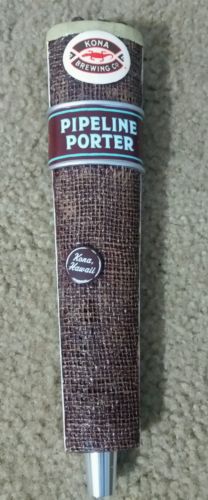 KONA
BREWING CO
PIPELINE
PORTER
Kona,
Hawaii